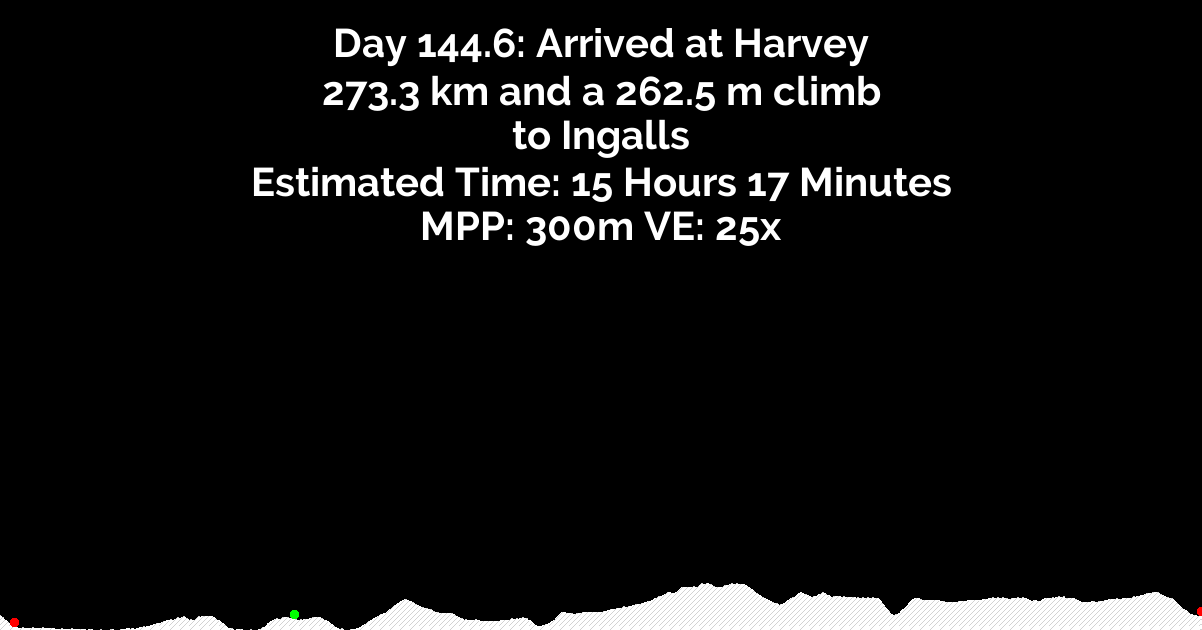 Day 144.6: Arrived at Harvey
273.3 km and a 262.5 m climb
to Ingalls
Estimated Time: 15 Hours 17 Minutes
MPP: 300m VE: 25x